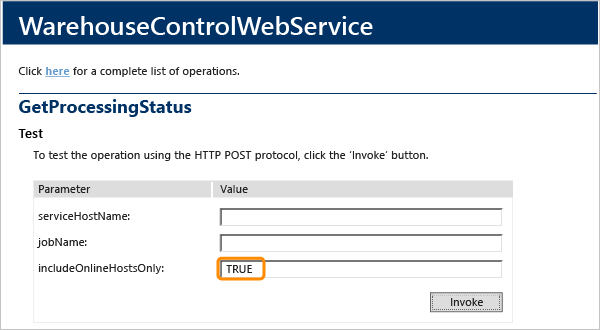 WarehouseControlWebService
Click here for a complete list of operations.
GetProcessingStatus
Test
To test the operation using the HTTP POST protocol, click the 'Invoke' button.
Parameter Value
serviceHostName:
jobName:
includeOnlineHostsOnly: TRUE
Invoke